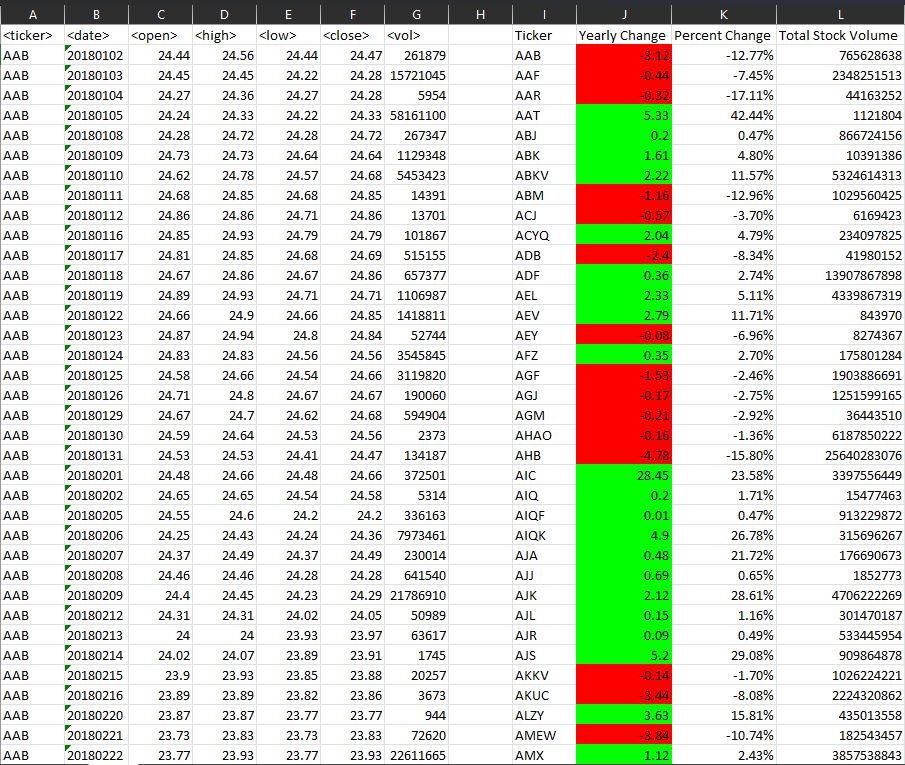 A B C D E F G H I J K L
<ticker> <date> <open> <high> <low> <close> <vol> Ticker Yearly Change Percent Change Total Stock Volume
AAB 20180102 24.44 24.56 24.44 24.47 261879 AAB -3.12 -12.77% 765628638
AAB 20180103 24.45 24.45 24.22 24.28 15721045 AAF -0.44 -7.45% 2348251513
AAB 20180104 24.27 24.36 24.27 24.28 5954 AAR -0.32 -17.11% 44163252
AAB 20180105 24.24 24.33 24.22 24.33 58161100 AAT 5.33 42.44% 1121804
AAB 20180108 24.28 24.72 24.28 24.72 267347 ABJ 0.2 0.47% 866724156
AAB 20180109 24.73 24.73 24.64 24.64 1129348 ABK 1.61 4.80% 10391386
AAB 20180110 24.62 24.78 24.57 24.68 5453423 ABKV 2.22 11.57% 5324614313
AAB 20180111 24.68 24.85 24.68 24.85 14391 ABM -1.16 -12.96% 1029560425
AAB 20180112 24.86 24.86 24.71 24.86 13701 ACJ -0.57 -3.70% 6169423
AAB 20180116 24.85 24.93 24.79 24.79 101867 ACYQ 2.04 4.79% 234097825
AAB 20180117 24.81 24.85 24.68 24.69 515155 ADB -2.4 -8.34% 41980152
AAB 20180118 24.67 24.86 24.67 24.86 657377 ADF 0.36 2.74% 13907867898
AAB 20180119 24.89 24.93 24.71 24.71 1106987 AEL 2.33 5.11% 4339867319
AAB 20180122 24.66 24.9 24.66 24.85 1418811 AEV 2.79 11.71% 843970
AAB 20180123 24.87 24.94 24.8 24.84 52744 AEY -0.08 -6.96% 8274367
AAB 20180124 24.83 24.83 24.56 24.56 3545845 AFZ 0.35 2.70% 175801284
AAB 20180125 24.58 24.66 24.54 24.66 3119820 AGF -1.53 -2.46% 1903886691
AAB 20180126 24.71 24.8 24.67 24.67 190060 AGJ -0.17 -2.75% 1251599165
AAB 20180129 24.67 24.7 24.62 24.68 594904 AGM -0.21 -2.92% 36443510
AAB 20180130 24.59 24.64 24.53 24.56 2373 AHAO -0.16 -1.36% 6187850222
AAB 20180131 24.53 24.53 24.41 24.47 134187 AHB -4.78 -15.80% 25640283076
AAB 20180201 24.48 24.66 24.48 24.66 372501 AIC 28.45 23.58% 3397556449
AAB 20180202 24.65 24.65 24.54 24.58 5314 AIQ 0.2 1.71% 15477463
AAB 20180205 24.55 24.6 24.2 24.2 336163 AIQF 0.01 0.47% 913229872
AAB 20180206 24.25 24.43 24.24 24.36 7973461 AIQK 4.9 26.78% 315696267
AAB 20180207 24.37 24.49 24.37 24.49 230014 AJA 0.48 21.72% 176690673
AAB 20180208 24.46 24.46 24.28 24.28 641540 AJJ 0.69 0.65% 1852773
AAB 20180209 24.4 24.45 24.23 24.29 21786910 AJK 2.12 28.61% 4706222269
AAB 20180212 24.31 24.31 24.02 24.05 50989 AJL 0.15 1.16% 301470187
AAB 20180213 24 24 23.93 23.97 63617 AJR 0.09 0.49% 533445954
AAB 20180214 24.02 24.07 23.89 23.91 1745 AJS 5.2 29.08% 909864878
AAB 20180215 23.9 23.93 23.85 23.88 20257 AKKV -0.14 -1.70% 1026224221
AAB 20180216 23.89 23.89 23.82 23.86 3673 AKUC -3.44 -8.08% 2224320862
AAB 20180220 23.87 23.87 23.77 23.77 944 ALZY 3.63 15.81% 435013558
AAB 20180221 23.73 23.83 23.73 23.83 72620 AMEW -3.84 -10.74% 182543457
AAB 20180222 23.77 23.93 23.77 23.93 22611665 AMX 1.12 2.43% 3857538843